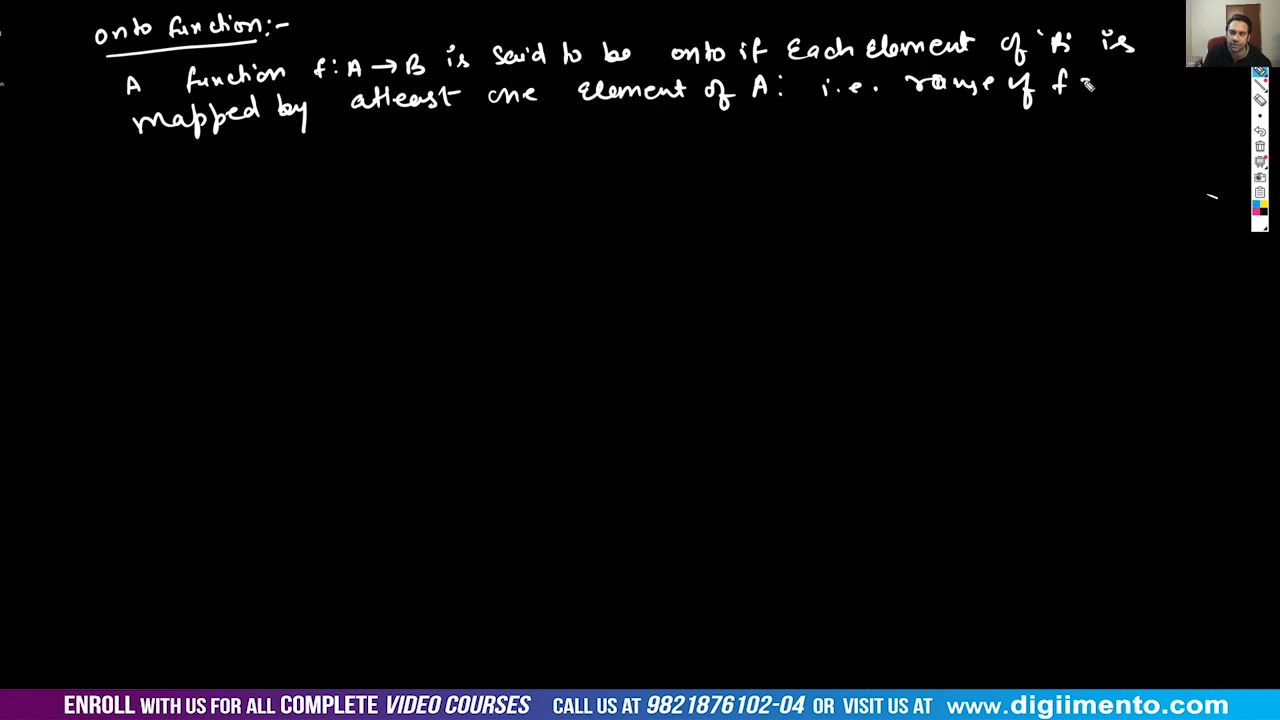 onto function:-
A function f: A → B is said to be onto if Each element of 'B' is
mapped by atleast one element of A: i.e. range of f =
ENROLL WITH US FOR ALL COMPLETE VIDEO COURSES CALL US AT 9821876102-04 OR VISIT US AT www.digiimento.com